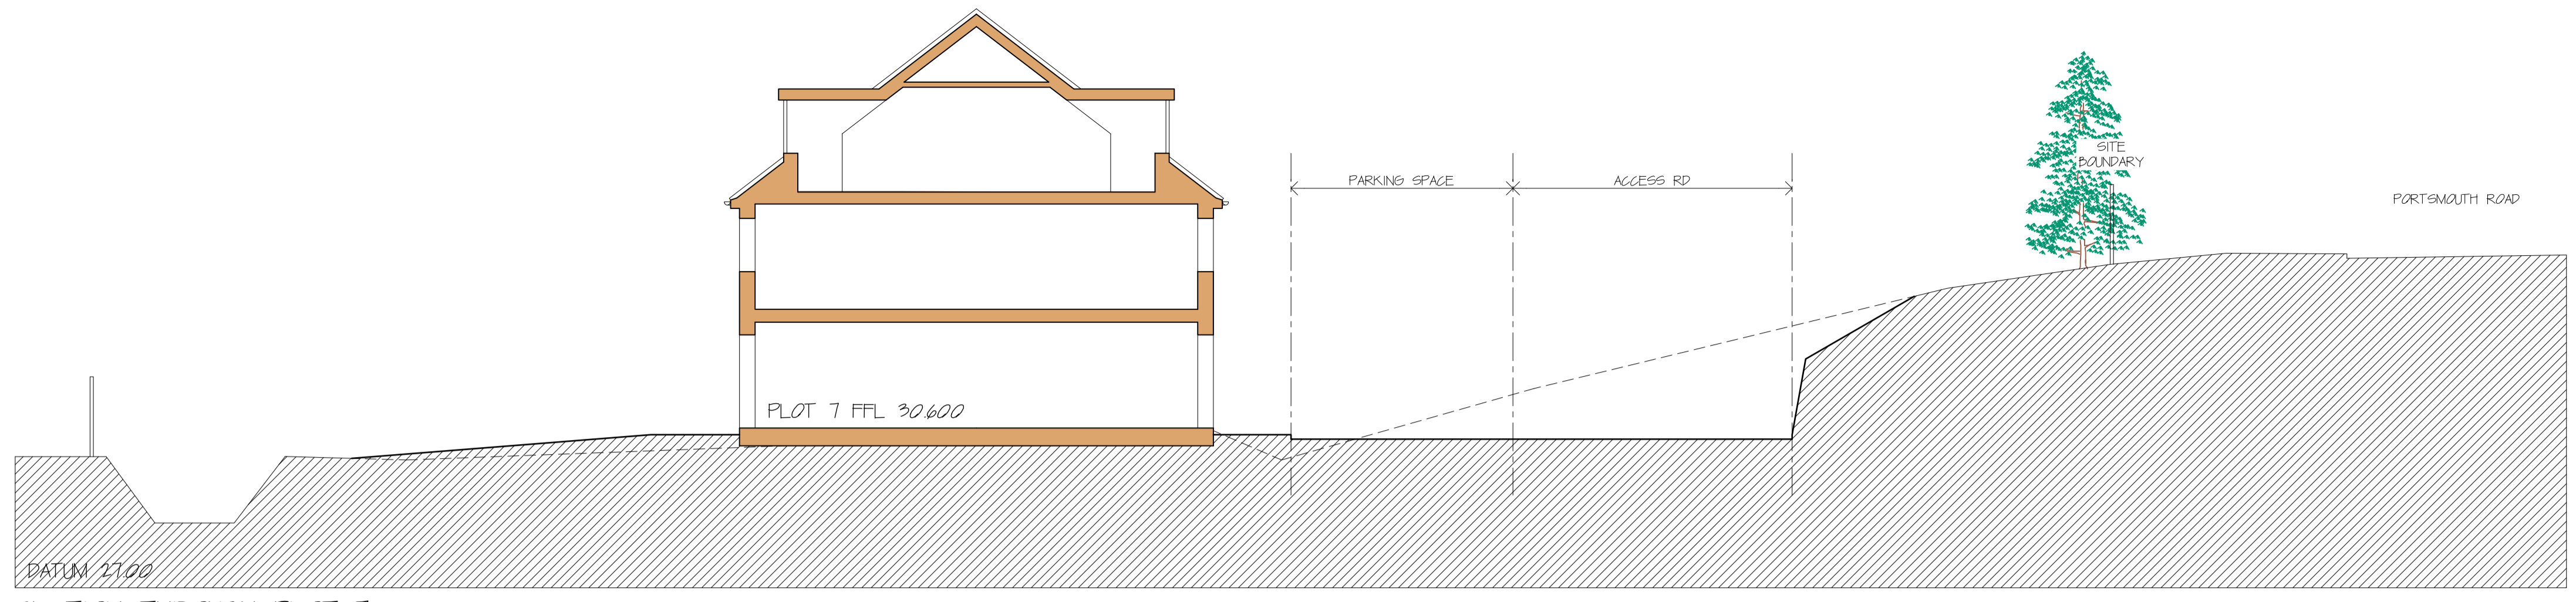 SITE
BOUNDARY
PARKING SPACE
ACCESS RD
PORTSMOUTH ROAD
PLOT 7 FFL 30.600
DATUM 27.00